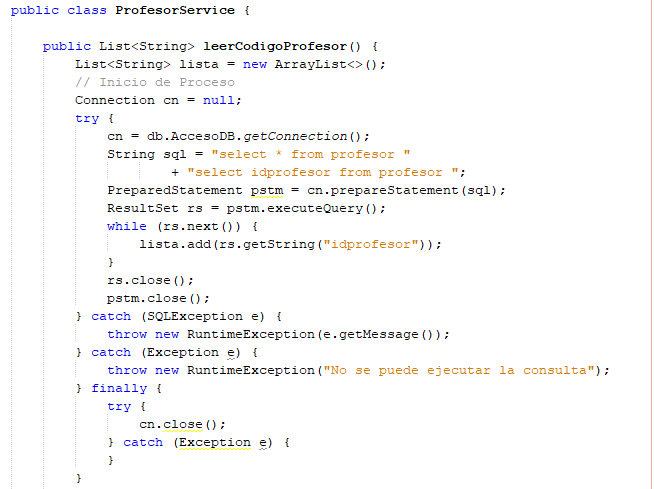 public class ProfesorService {
public List<String> leerCodigoProfesor() {
List<String> lista = new ArrayList<>();
// Inicio de Proceso
Connection cn = null;
try {
cn = db.AccesoDB.getConnection();
String sql = "select * from profesor "
+ "select idprofesor from profesor ";
PreparedStatement pstm = cn.prepareStatement(sql);
ResultSet rs = pstm.executeQuery();
while (rs.next()) {
lista.add(rs.getString("idprofesor"));
}
rs.close();
pstm.close();
} catch (SQLException e) {
throw new RuntimeException(e.getMessage());
} catch (Exception e) {
throw new RuntimeException("No se puede ejecutar la consulta");
} finally {
try {
cn.close();
} catch (Exception e) {
}
}